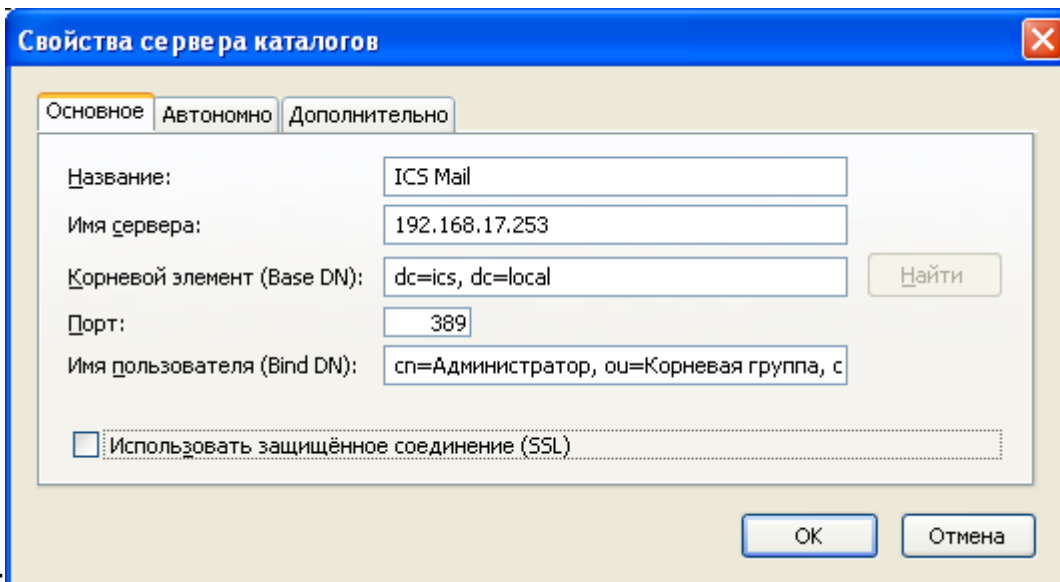 Свойства сервера каталогов
Основное Автономно Дополнительно
Название: ICS Mail
Имя сервера: 192.168.17.253
Корневой элемент (Base DN): dc=ics, dc=local Найти
Порт: 389
Имя пользователя (Bind DN): cn=Администратор, ou=Корневая группа, c
Использовать защищённое соединение (SSL)
OK Отмена